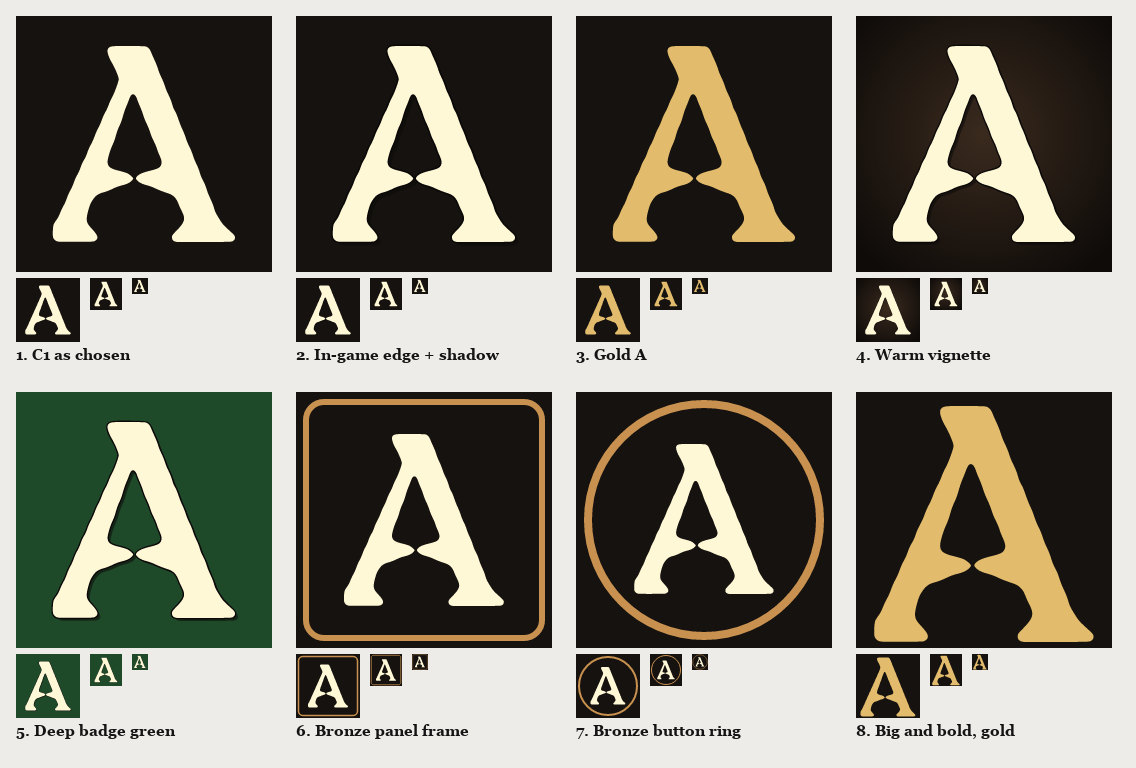 A A A A
A A A A A A A A A A A A
1. C1 as chosen 2. In-game edge + shadow 3. Gold A 4. Warm vignette
A A A A
A A A A A A A A A A A A
5. Deep badge green 6. Bronze panel frame 7. Bronze button ring 8. Big and bold, gold